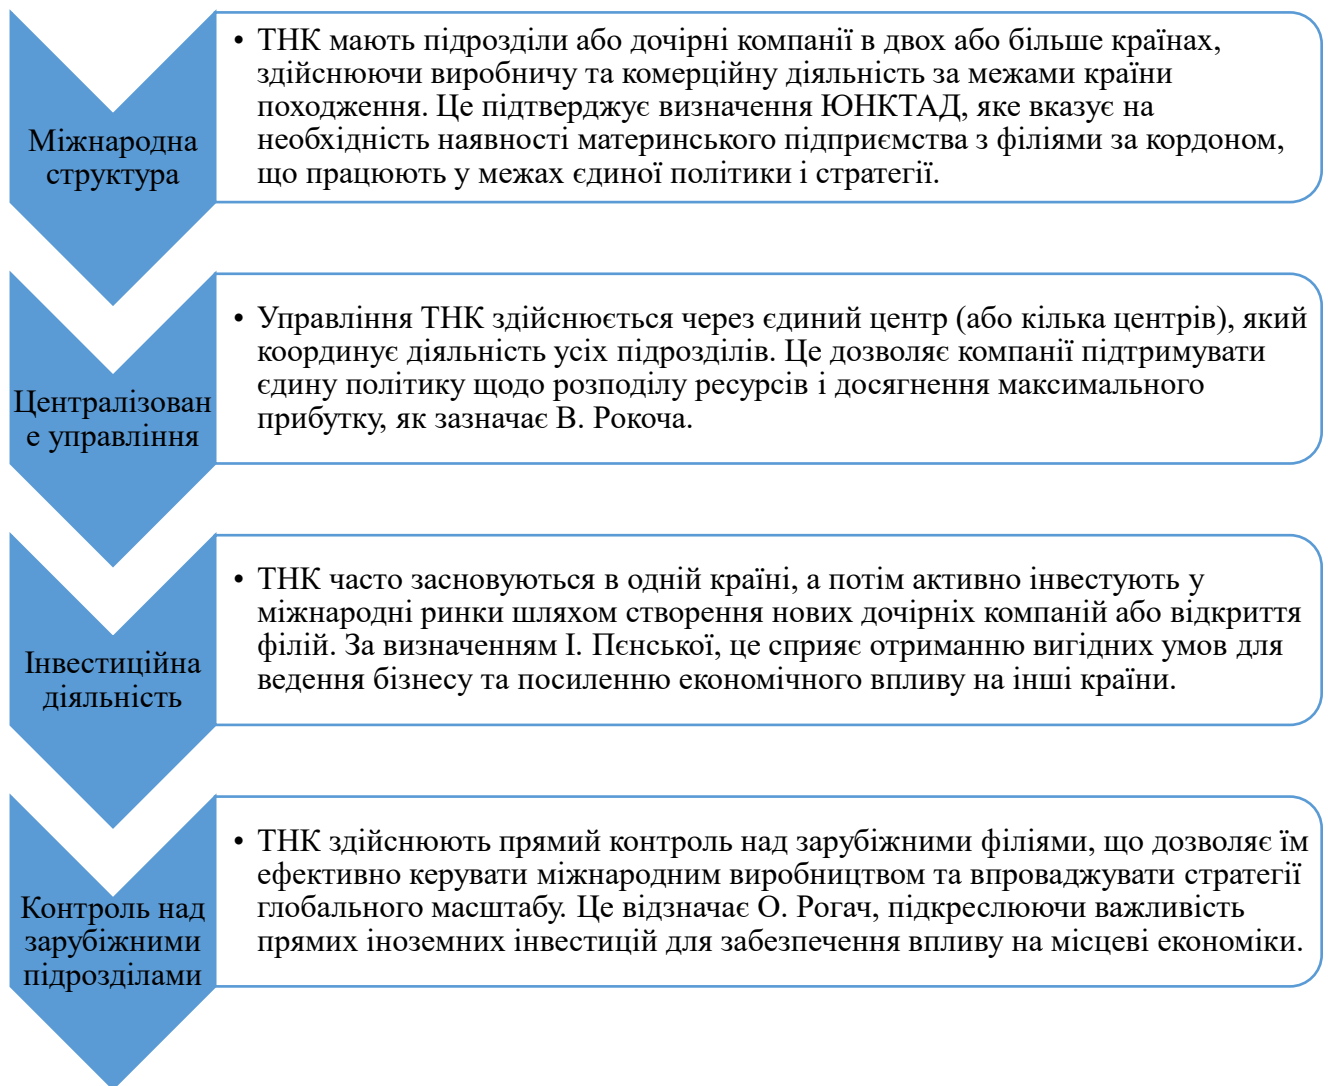 Міжнародна
структура
• ТНК мають підрозділи або дочірні компанії в двох або більше країнах,
здійснюючи виробничу та комерційну діяльність за межами країни
походження. Це підтверджує визначення ЮНКТАД, яке вказує на
необхідність наявності материнського підприємства з філіями за кордоном,
що працюють у межах єдиної політики і стратегії.
Централізован
е управління
• Управління ТНК здійснюється через єдиний центр (або кілька центрів), який
координує діяльність усіх підрозділів. Це дозволяє компанії підтримувати
єдину політику щодо розподілу ресурсів і досягнення максимального
прибутку, як зазначає В. Рокоча.
Інвестиційна
діяльність
• ТНК часто засновуються в одній країні, а потім активно інвестують у
міжнародні ринки шляхом створення нових дочірніх компаній або відкриття
філій. За визначенням І. Пєнської, це сприяє отриманню вигідних умов для
ведення бізнесу та посиленню економічного впливу на інші країни.
Контроль над
зарубіжними
підрозділами
• ТНК здійснюють прямий контроль над зарубіжними філіями, що дозволяє їм
ефективно керувати міжнародним виробництвом та впроваджувати стратегії
глобального масштабу. Це відзначає О. Рогач, підкреслюючи важливість
прямих іноземних інвестицій для забезпечення впливу на місцеві економіки.